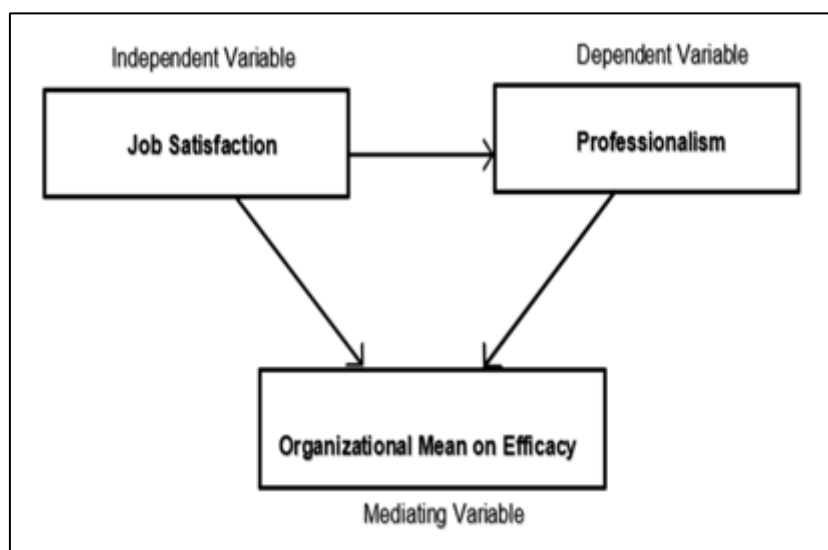 Independent Variable
Dependent Variable
Job Satisfaction
Professionalism
Organizational Mean on Efficacy
Mediating Variable